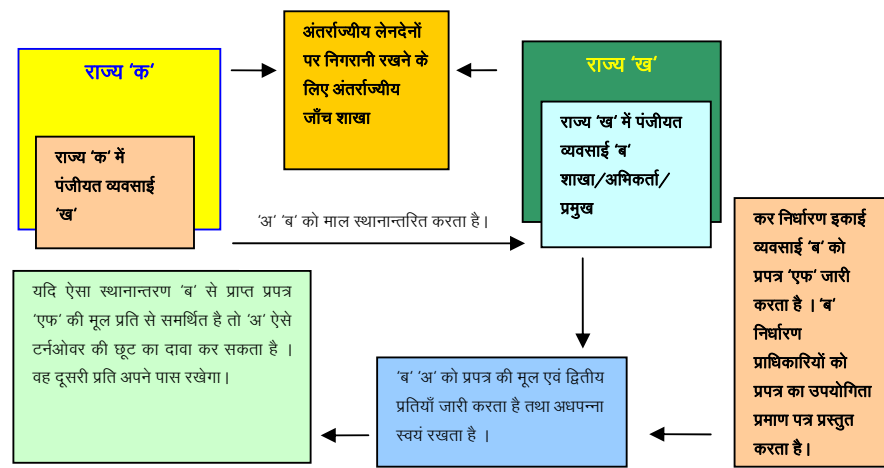 राज्य ‘क’
राज्य ‘क’ में
पंजीयत व्यवसाई
‘ख’
अंतर्राज्यीय लेनदेनों
पर निगरानी रखने के
लिए अंतर्राज्यीय
जाँच शाखा
राज्य ‘ख’
राज्य ‘ख’ में पंजीयत
व्यवसाई ‘ब’
शाखा/अभिकर्ता/
प्रमुख
‘अ’ ‘ब’ को माल स्थानान्तरित करता है।
कर निर्धारण इकाई
व्यवसाई ‘ब’ को
प्रपत्र ‘एफ’ जारी
करता है । ‘ब’
निर्धारण
प्राधिकारियों को
प्रपत्र का उपयोगिता
प्रमाण पत्र प्रस्तुत
करता है।
‘ब’ ‘अ’ को प्रपत्र की मूल एवं द्वितीय
प्रतियाँ जारी करता है तथा अधपन्ना
स्वयं रखता है ।
यदि ऐसा स्थानान्तरण ‘ब’ से प्राप्त प्रपत्र
‘एफ’ की मूल प्रति से समर्थित है तो ‘अ’ ऐसे
टर्नओवर की छूट का दावा कर सकता है ।
वह दूसरी प्रति अपने पास रखेगा।